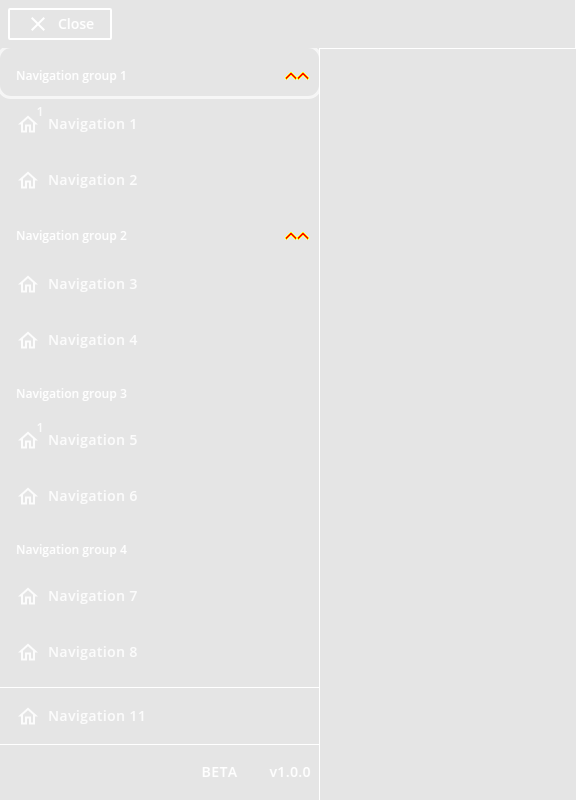 Close
Navigation group 1
1
Navigation 1
Navigation 2
Navigation group 2
Navigation 3
Navigation 4
Navigation group 3
1
Navigation 5
Navigation 6
Navigation group 4
Navigation 7
Navigation 8
Navigation 11
BETA v1.0.0